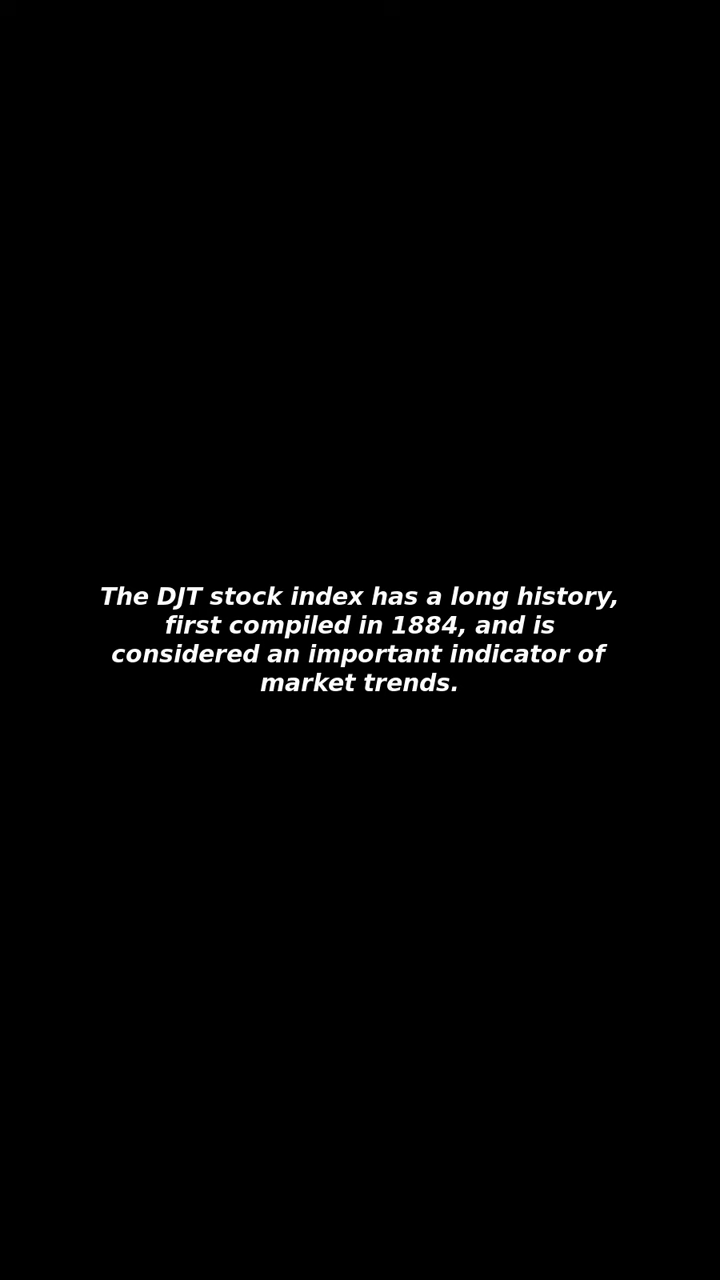 The DJT stock index has a long history,
first compiled in 1884, and is
considered an important indicator of
market trends.